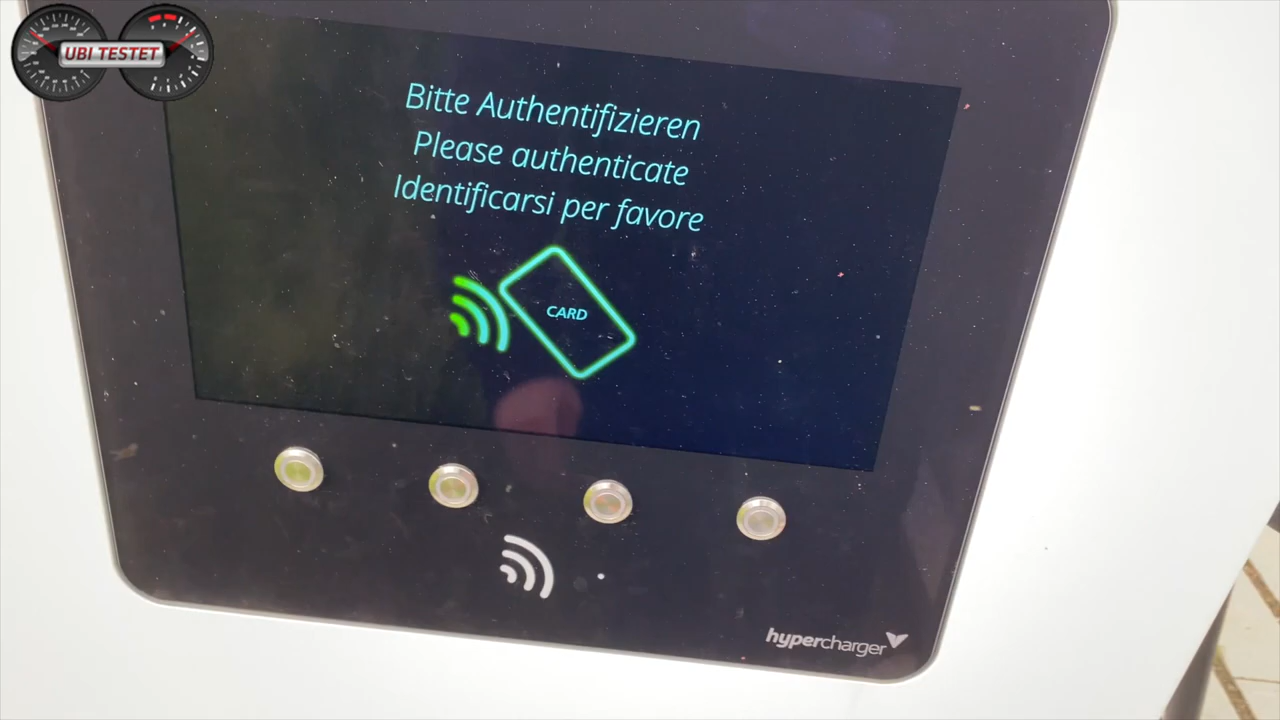 UBI TESTET
Bitte Authentifizieren
Please authenticate
Identificarsi per favore
CARD
hypercharger